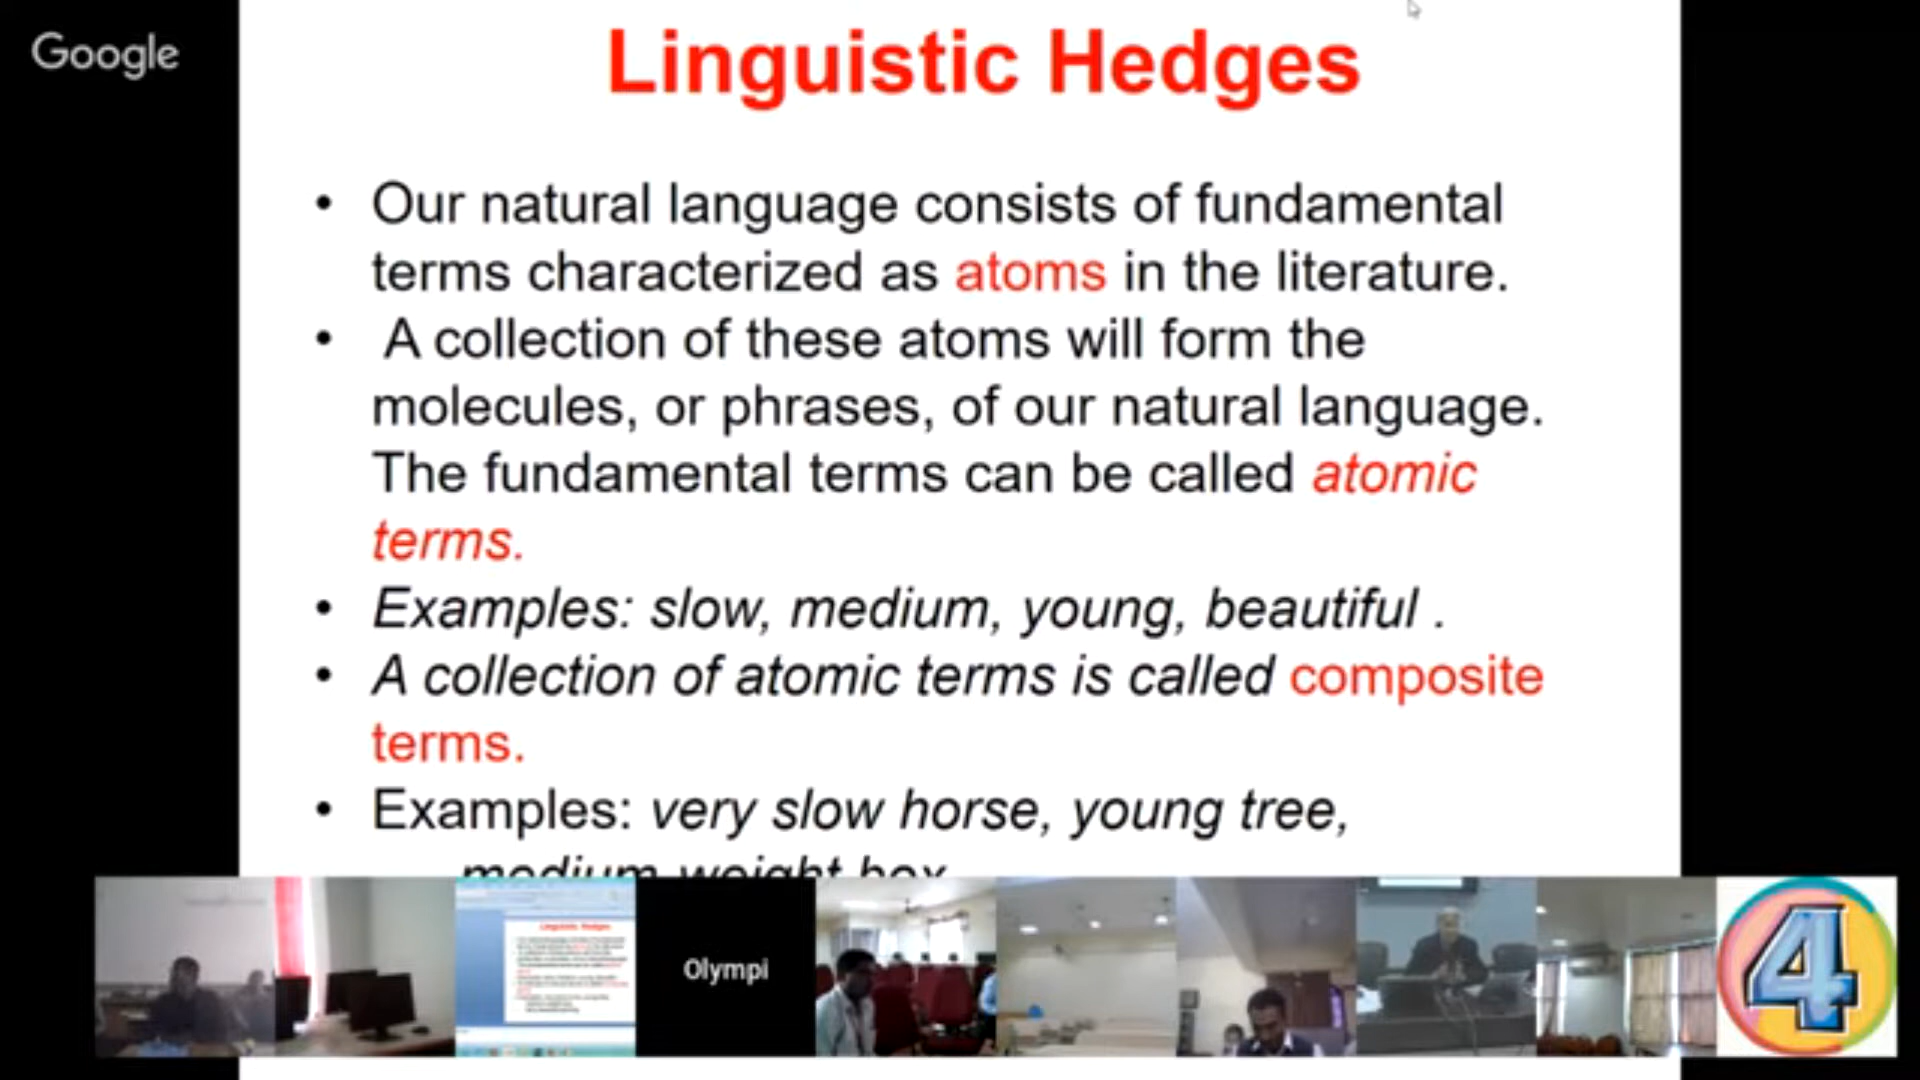 Google
Linguistic Hedges
• Our natural language consists of fundamental
terms characterized as atoms in the literature.
• A collection of these atoms will form the
molecules, or phrases, of our natural language.
The fundamental terms can be called atomic
terms.
• Examples: slow, medium, young, beautiful .
• A collection of atomic terms is called composite
terms.
• Examples: very slow horse, young tree,
medium-weight box
Linguistic Hedges
Olympi
4